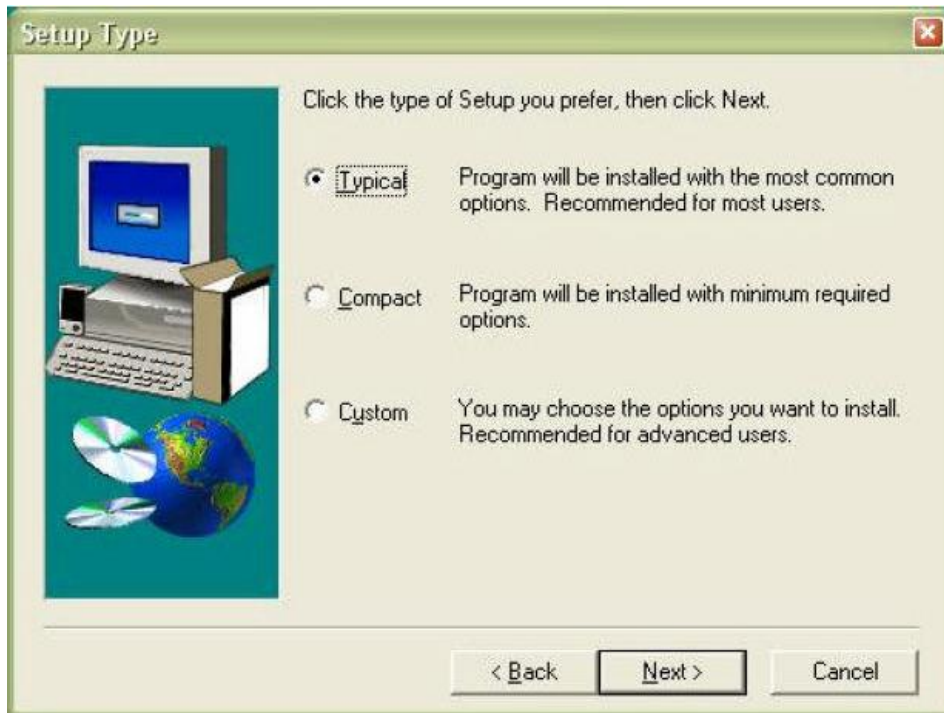 Setup Type
Click the type of Setup you prefer, then click Next.
Typical
Program will be installed with the most common
options. Recommended for most users.
Compact
Program will be installed with minimum required
options.
Custom
You may choose the options you want to install.
Recommended for advanced users.
< Back
Next >
Cancel